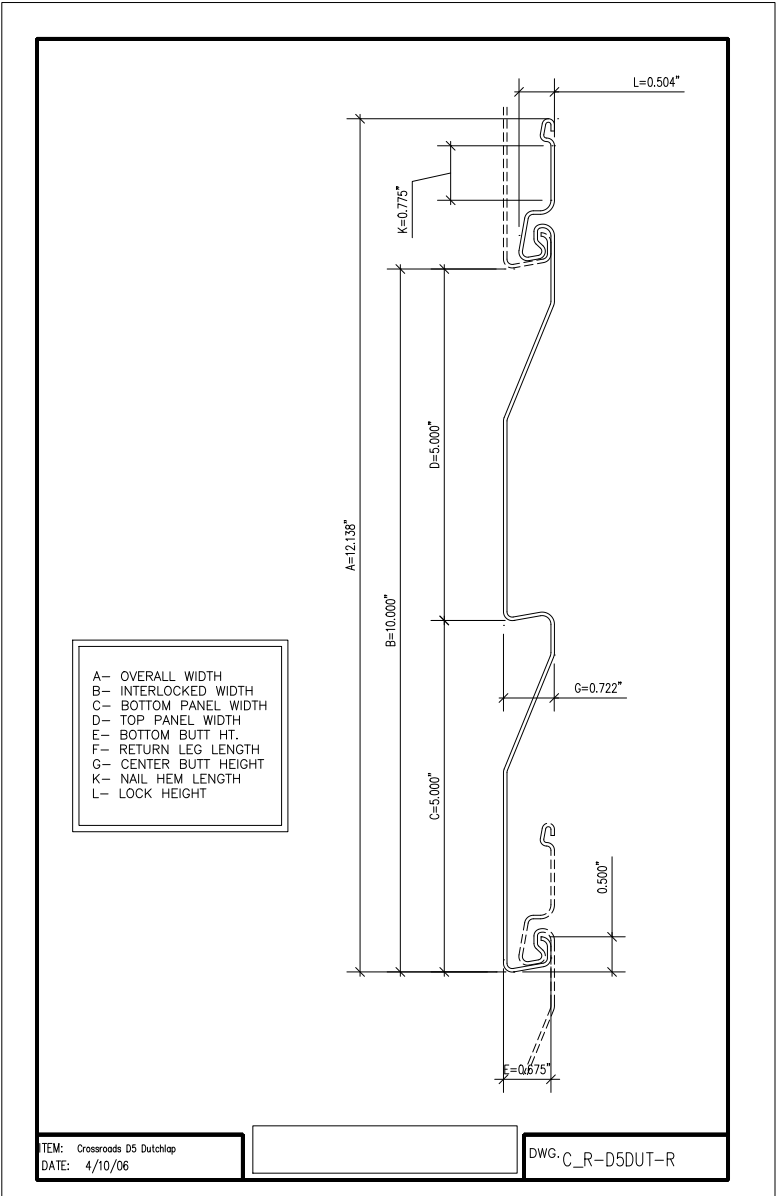 L=0.504"
K=0.775"
D=5.000"
A=12.138"
B=10.000"
G=0.722"
A– OVERALL WIDTH
B– INTERLOCKED WIDTH
C– BOTTOM PANEL WIDTH
D– TOP PANEL WIDTH
E– BOTTOM BUTT HT.
F– RETURN LEG LENGTH
G– CENTER BUTT HEIGHT
K– NAIL HEM LENGTH
L– LOCK HEIGHT
C=5.000"
0.500"
E=0.675"
ITEM: Crossroads D5 Dutchlap
DATE: 4/10/06
DWG. C_R-D5DUT-R